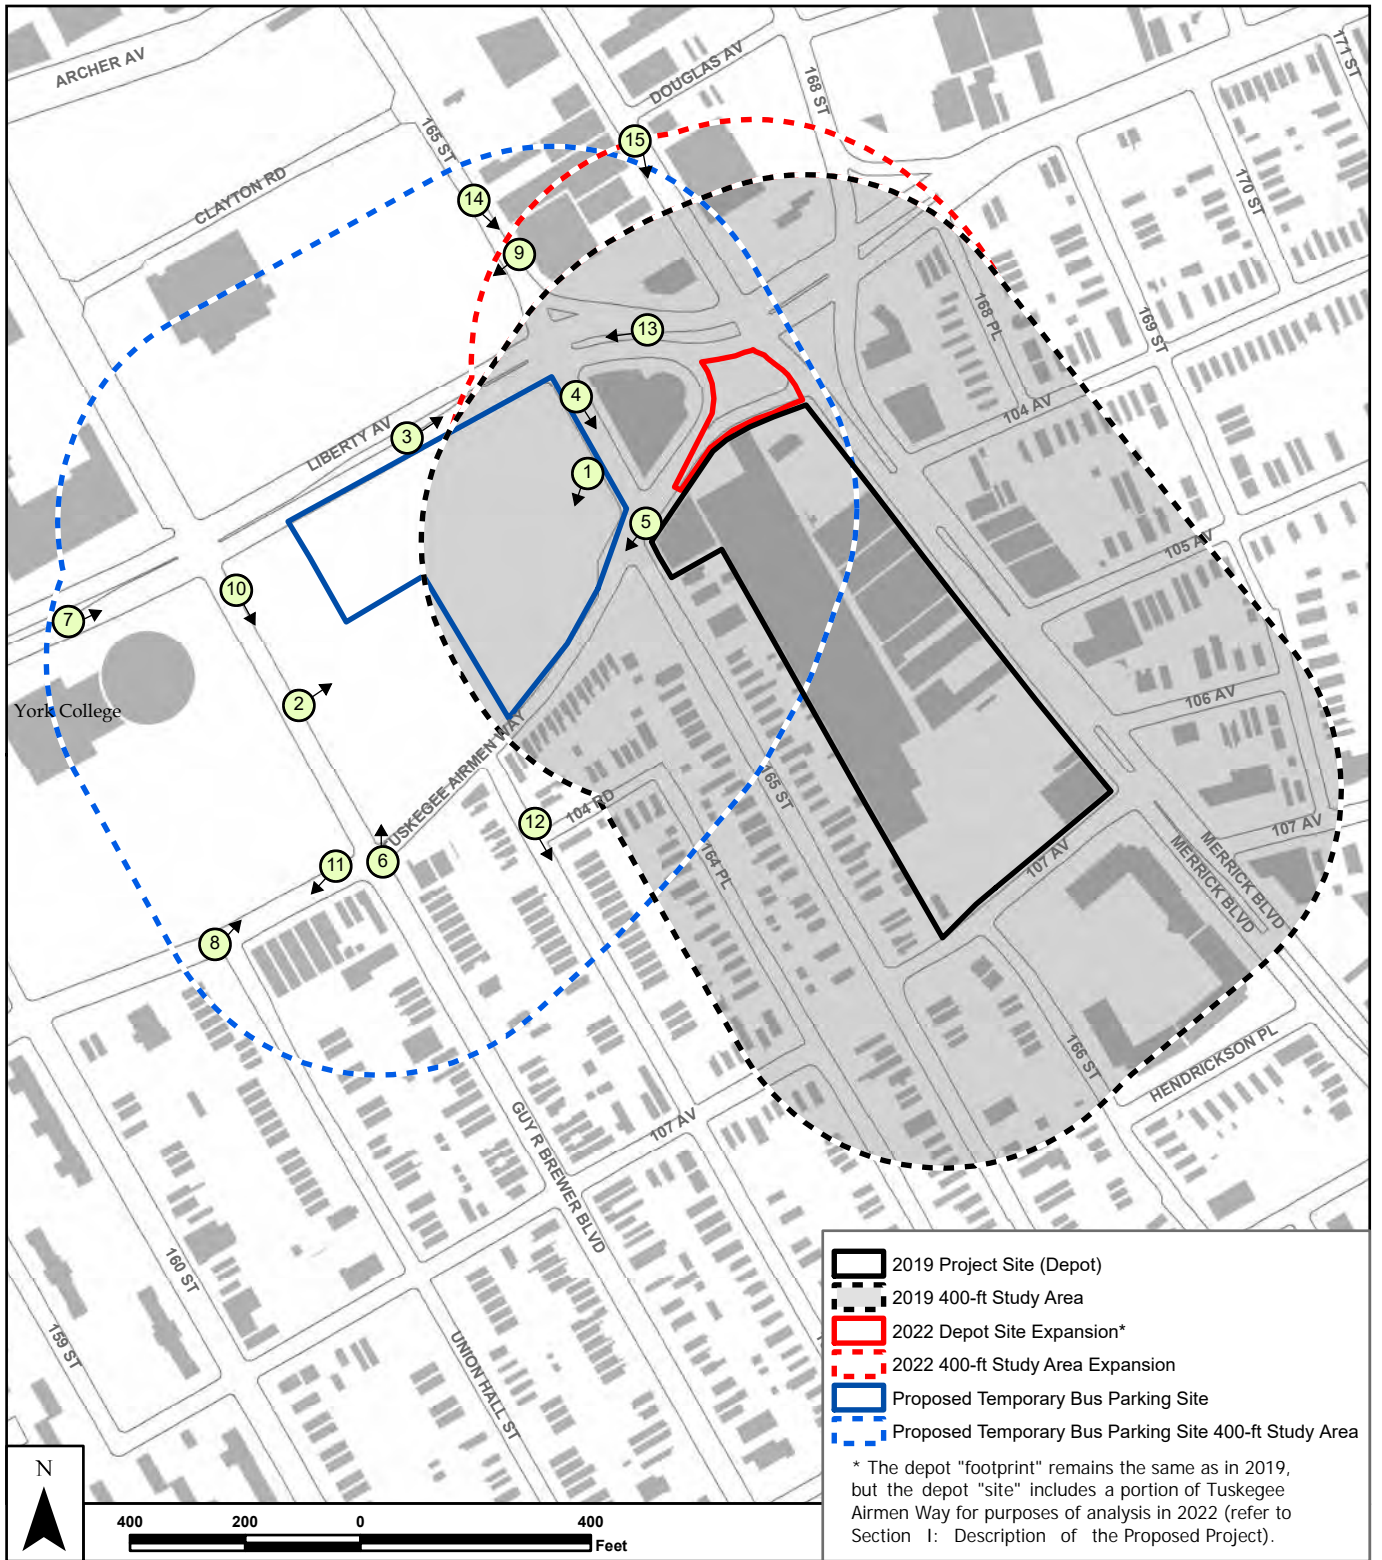 ARCHER AV
DOUGLAS AV
168 ST
171 ST
165 ST
15
CLAYTON RD
14
170 ST
9
168 PL
169 ST
13
4
104 AV
LIBERTY AV
3
1
5
105 AV
10
7
2
York College
106 AV
TUSKEGEE AIRMEN WAY
165 ST
104 RD
12
107 AV
6
11
164 PL
107 AV
MERRICK BLVD
MERRICK BLVD
8
166 ST
HENDRICKSON PL
107 AV
GUY R BREWER BLVD
160 ST
159 ST
UNION HALL ST
2019 Project Site (Depot)
2019 400-ft Study Area
2022 Depot Site Expansion*
2022 400-ft Study Area Expansion
Proposed Temporary Bus Parking Site
Proposed Temporary Bus Parking Site 400-ft Study Area
* The depot "footprint" remains the same as in 2019,
but the depot "site" includes a portion of Tuskegee
Airmen Way for purposes of analysis in 2022 (refer to
Section I: Description of the Proposed Project).
N
400 200 0 400
Feet